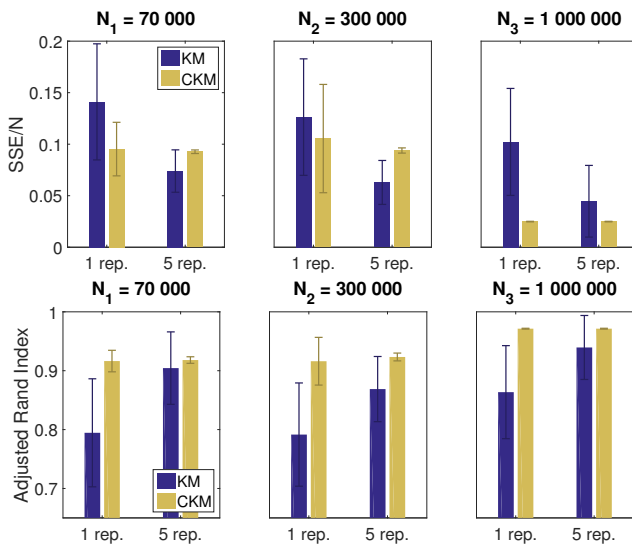 N1 = 70 000
N2 = 300 000
N3 = 1 000 000
0.2
0.15
0.1
0.05
0
SSE/N
KM
CKM
1 rep.
5 rep.
1 rep.
5 rep.
1 rep.
5 rep.
N1 = 70 000
N2 = 300 000
N3 = 1 000 000
1
0.9
0.8
0.7
Adjusted Rand Index
KM
CKM
1 rep.
5 rep.
1 rep.
5 rep.
1 rep.
5 rep.